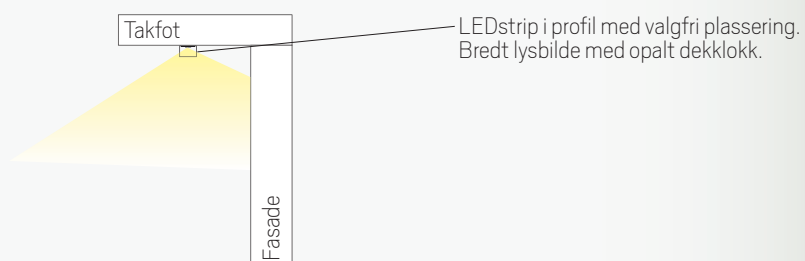 Takfot
LEDstrip i profil med valgfri plassering.
Bredt lysbilde med opalt dekklokk.
Fasade